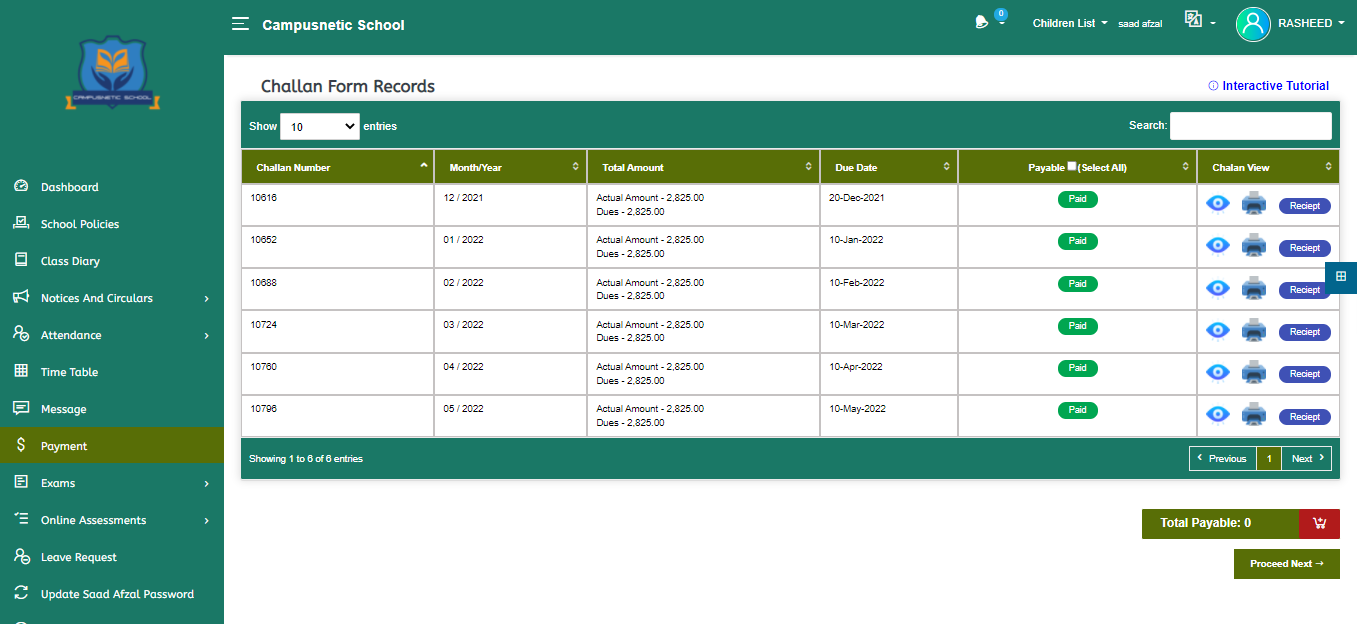 Campusnetic School
0
Children List
saad afzal
RASHEED
CAMPUSNETIC SCHOOL
Dashboard
School Policies
Class Diary
Notices And Circulars
Attendance
Time Table
Message
Payment
Exams
Online Assessments
Leave Request
Update Saad Afzal Password
Challan Form Records
Interactive Tutorial
Show 10 entries
Search:
Challan Number Month/Year Total Amount Due Date Payable (Select All) Chalan View
10616 12 / 2021 Actual Amount - 2,825.00 20-Dec-2021 Paid Reciept
Dues - 2,825.00
10652 01 / 2022 Actual Amount - 2,825.00 10-Jan-2022 Paid Reciept
Dues - 2,825.00
10688 02 / 2022 Actual Amount - 2,825.00 10-Feb-2022 Paid Reciept
Dues - 2,825.00
10724 03 / 2022 Actual Amount - 2,825.00 10-Mar-2022 Paid Reciept
Dues - 2,825.00
10760 04 / 2022 Actual Amount - 2,825.00 10-Apr-2022 Paid Reciept
Dues - 2,825.00
10796 05 / 2022 Actual Amount - 2,825.00 10-May-2022 Paid Reciept
Dues - 2,825.00
Showing 1 to 6 of 6 entries
Previous 1 Next
Total Payable: 0
Proceed Next →